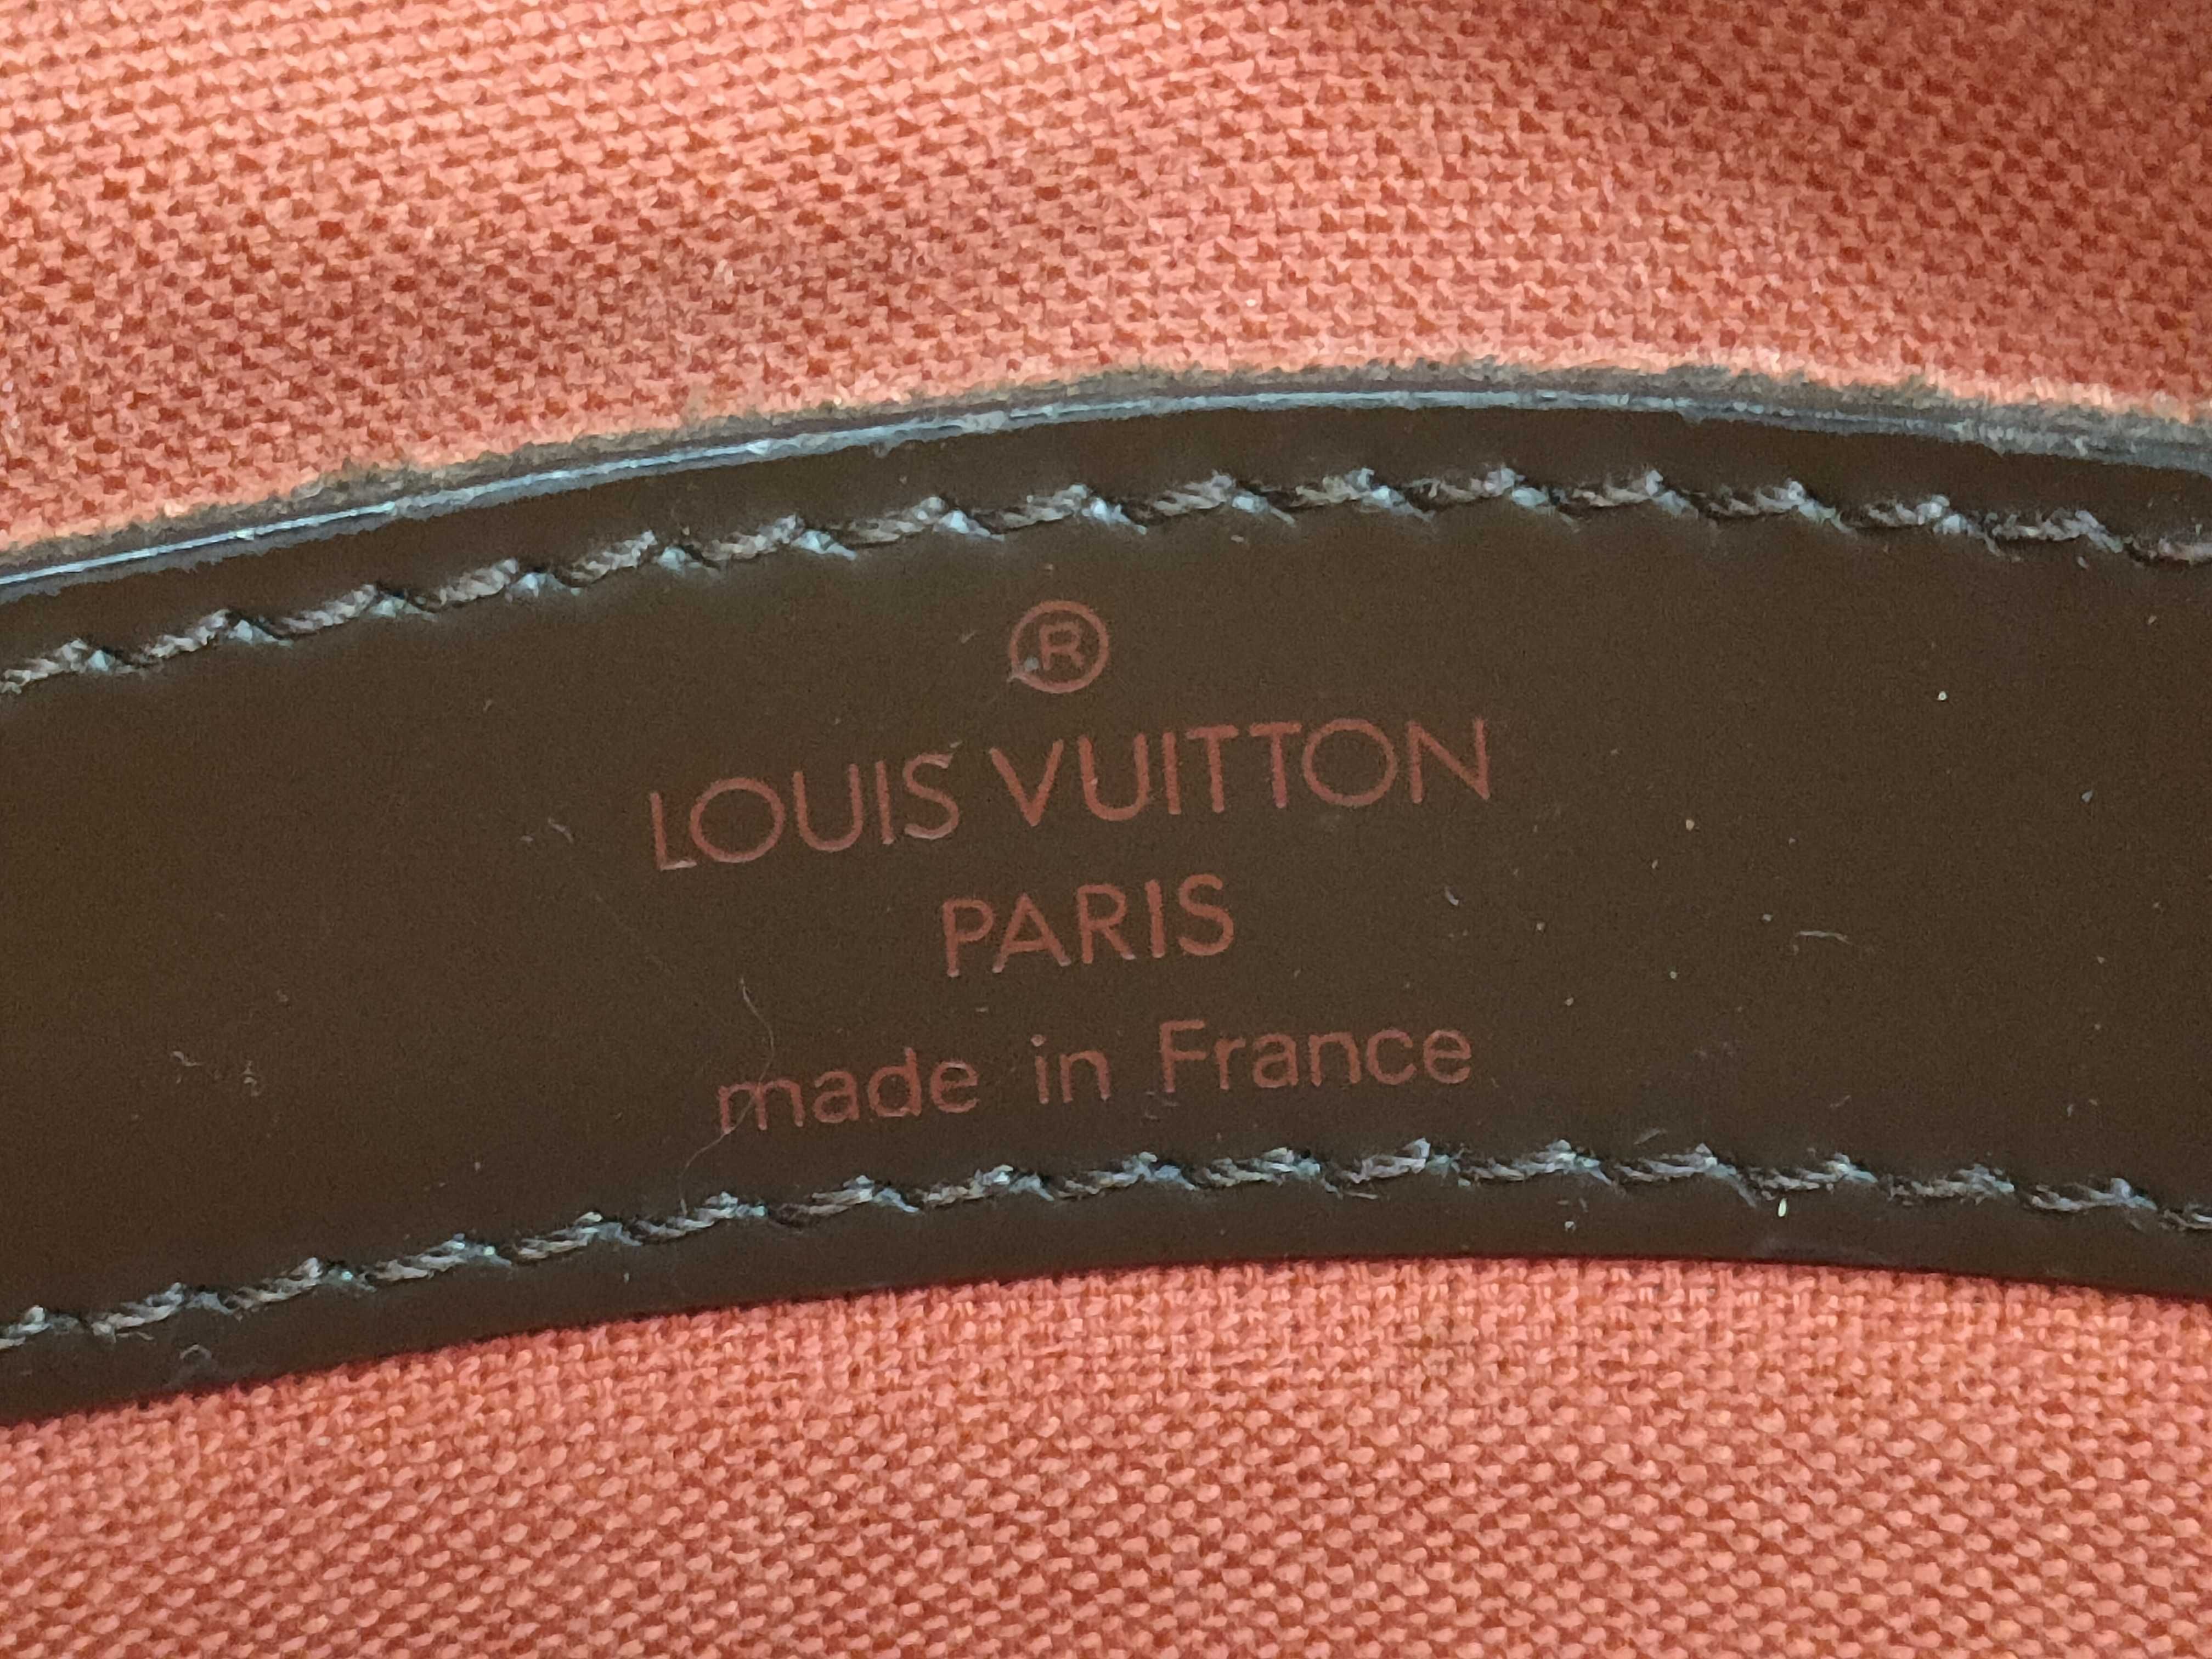 ®
LOUIS VUITTON
PARIS
made in France